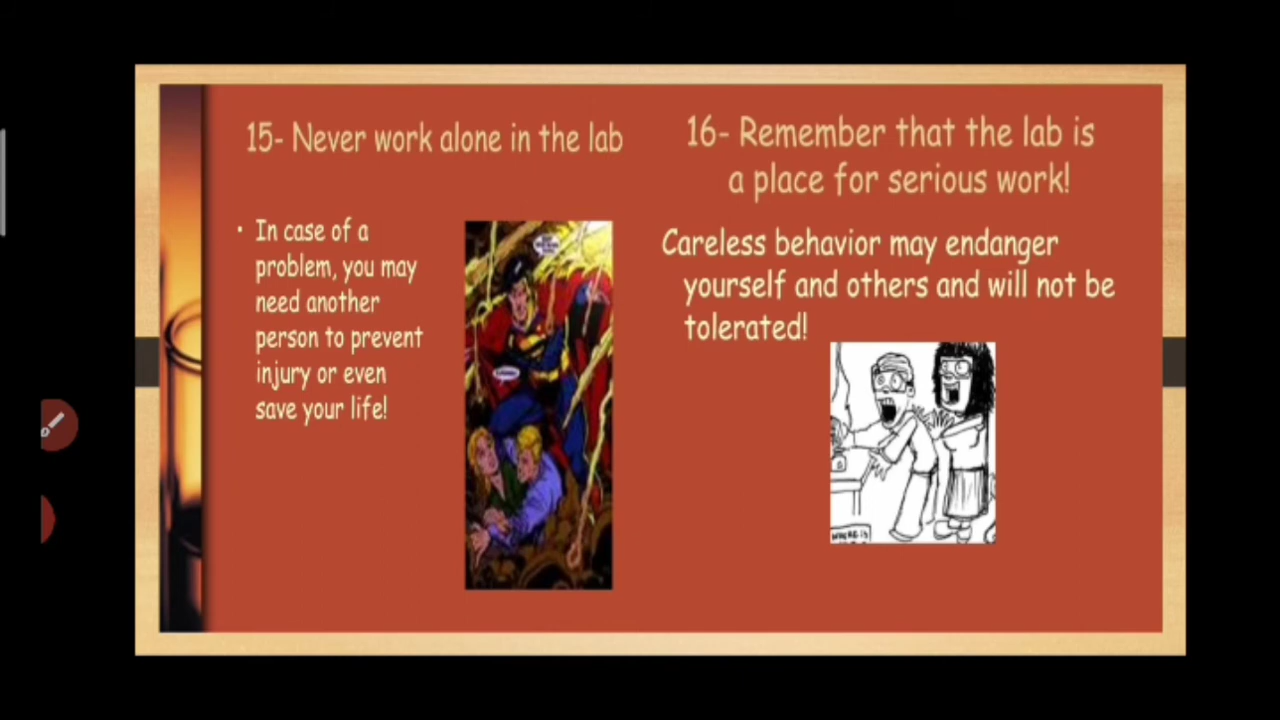 15- Never work alone in the lab
• In case of a
problem, you may
need another
person to prevent
injury or even
save your life!
16- Remember that the lab is
a place for serious work!
Careless behavior may endanger
yourself and others and will not be
tolerated!
WHERE IS